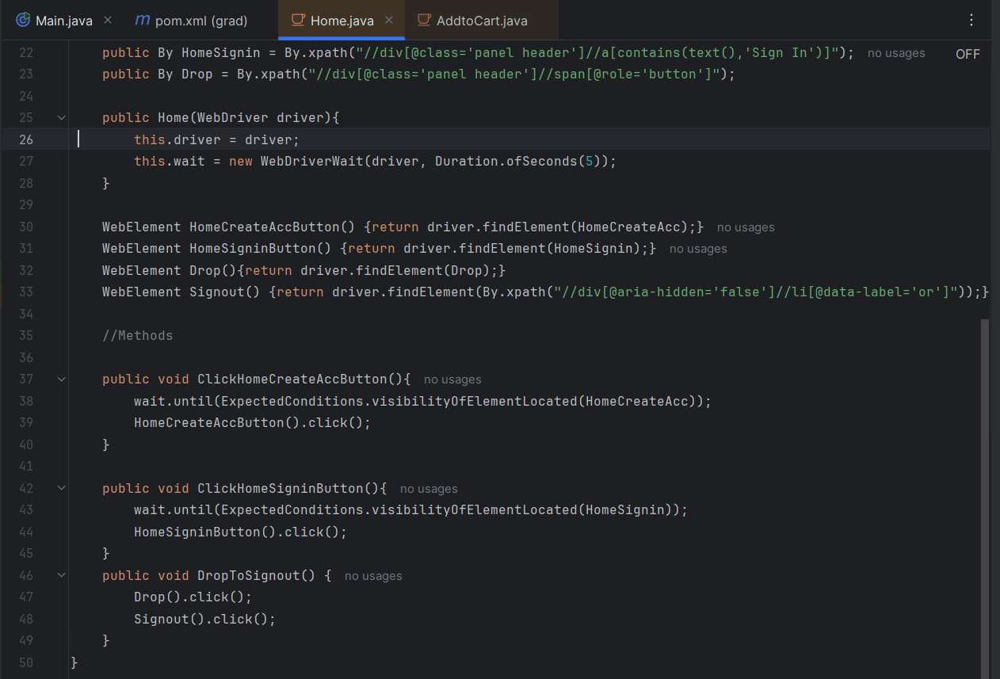 Main.java × m pom.xml (grad) Home.java × AddtoCart.java
22 public By HomeSignin = By.xpath("//div[@class='panel header']//a[contains(text(),'Sign In')]"); no usages OFF
23 public By Drop = By.xpath("//div[@class='panel header']//span[@role='button']");
24
25 public Home(WebDriver driver){
26 this.driver = driver;
27 this.wait = new WebDriverWait(driver, Duration.ofSeconds(5));
28 }
29
30 WebElement HomeCreateAccButton() {return driver.findElement(HomeCreateAcc);} no usages
31 WebElement HomeSigninButton() {return driver.findElement(HomeSignin);} no usages
32 WebElement Drop(){return driver.findElement(Drop);}
33 WebElement Signout() {return driver.findElement(By.xpath("//div[@aria-hidden='false']//li[@data-label='or']"));}
34
35 //Methods
36
37 public void ClickHomeCreateAccButton(){ no usages
38 wait.until(ExpectedConditions.visibilityOfElementLocated(HomeCreateAcc));
39 HomeCreateAccButton().click();
40 }
41
42 public void ClickHomeSigninButton(){ no usages
43 wait.until(ExpectedConditions.visibilityOfElementLocated(HomeSignin));
44 HomeSigninButton().click();
45 }
46 public void DropToSignout() { no usages
47 Drop().click();
48 Signout().click();
49 }
50 }